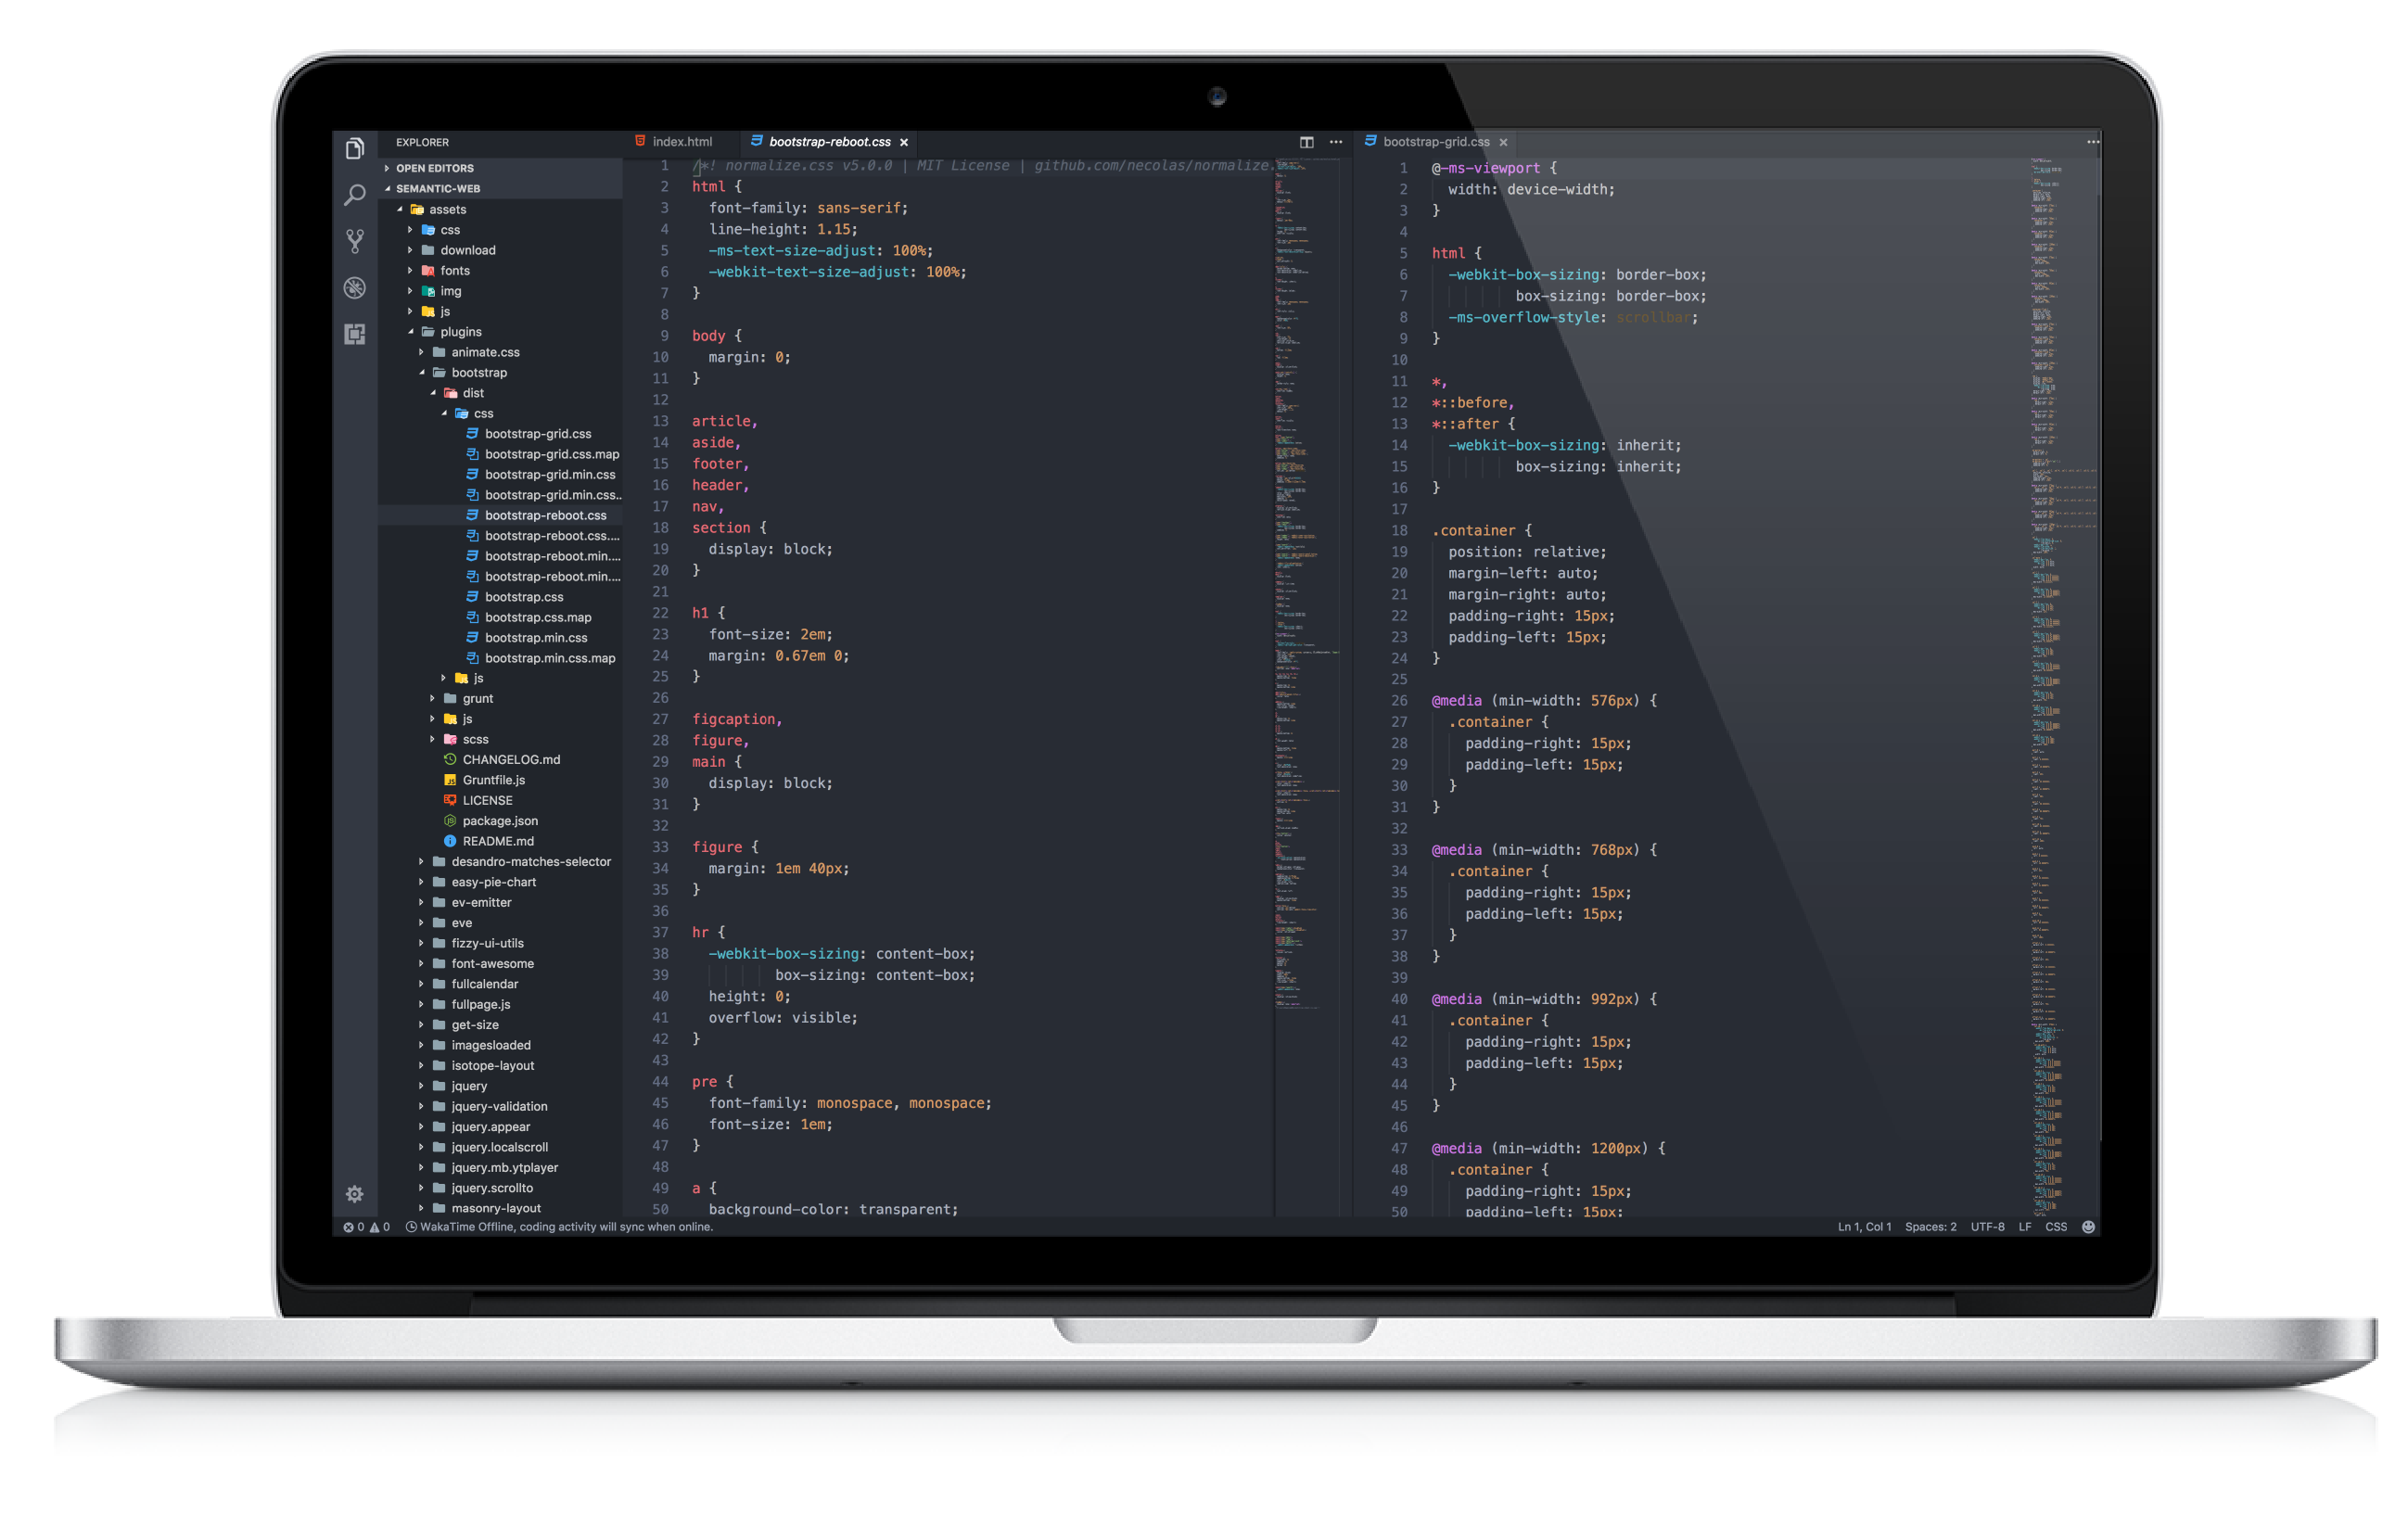 EXPLORER
OPEN EDITORS
SEMANTIC-WEB
assets
css
download
fonts
img
js
plugins
animate.css
bootstrap
dist
css
bootstrap-grid.css
bootstrap-grid.css.map
bootstrap-grid.min.css
bootstrap-grid.min.css..
bootstrap-reboot.css
bootstrap-reboot.css....
bootstrap-reboot.min....
bootstrap-reboot.min....
bootstrap.css
bootstrap.css.map
bootstrap.min.css
bootstrap.min.css.map
js
grunt
js
scss
CHANGELOG.md
Gruntfile.js
LICENSE
package.json
README.md
desandro-matches-selector
easy-pie-chart
ev-emitter
eve
fizzy-ui-utils
font-awesome
fullcalendar
fullpage.js
get-size
imagesloaded
isotope-layout
jquery
jquery-validation
jquery.appear
jquery.localscroll
jquery.mb.ytplayer
jquery.scrollto
masonry-layout
index.html bootstrap-reboot.css ×
1 /*! normalize.css v5.0.0 | MIT License | github.com/necolas/normalize.
2 html {
3 font-family: sans-serif;
4 line-height: 1.15;
5 -ms-text-size-adjust: 100%;
6 -webkit-text-size-adjust: 100%;
7 }
8
9 body {
10 margin: 0;
11 }
12
13 article,
14 aside,
15 footer,
16 header,
17 nav,
18 section {
19 display: block;
20 }
21
22 h1 {
23 font-size: 2em;
24 margin: 0.67em 0;
25 }
26
27 figcaption,
28 figure,
29 main {
30 display: block;
31 }
32
33 figure {
34 margin: 1em 40px;
35 }
36
37 hr {
38 -webkit-box-sizing: content-box;
39 box-sizing: content-box;
40 height: 0;
41 overflow: visible;
42 }
43
44 pre {
45 font-family: monospace, monospace;
46 font-size: 1em;
47 }
48
49 a {
50 background-color: transparent;
bootstrap-grid.css ×
1 @-ms-viewport {
2 width: device-width;
3 }
4
5 html {
6 -webkit-box-sizing: border-box;
7 box-sizing: border-box;
8 -ms-overflow-style: scrollbar;
9 }
10
11 *,
12 *::before,
13 *::after {
14 -webkit-box-sizing: inherit;
15 box-sizing: inherit;
16 }
17
18 .container {
19 position: relative;
20 margin-left: auto;
21 margin-right: auto;
22 padding-right: 15px;
23 padding-left: 15px;
24 }
25
26 @media (min-width: 576px) {
27 .container {
28 padding-right: 15px;
29 padding-left: 15px;
30 }
31 }
32
33 @media (min-width: 768px) {
34 .container {
35 padding-right: 15px;
36 padding-left: 15px;
37 }
38 }
39
40 @media (min-width: 992px) {
41 .container {
42 padding-right: 15px;
43 padding-left: 15px;
44 }
45 }
46
47 @media (min-width: 1200px) {
48 .container {
49 padding-right: 15px;
50 padding-left: 15px;
0 0 WakaTime Offline, coding activity will sync when online.
Ln 1, Col 1 Spaces: 2 UTF-8 LF CSS